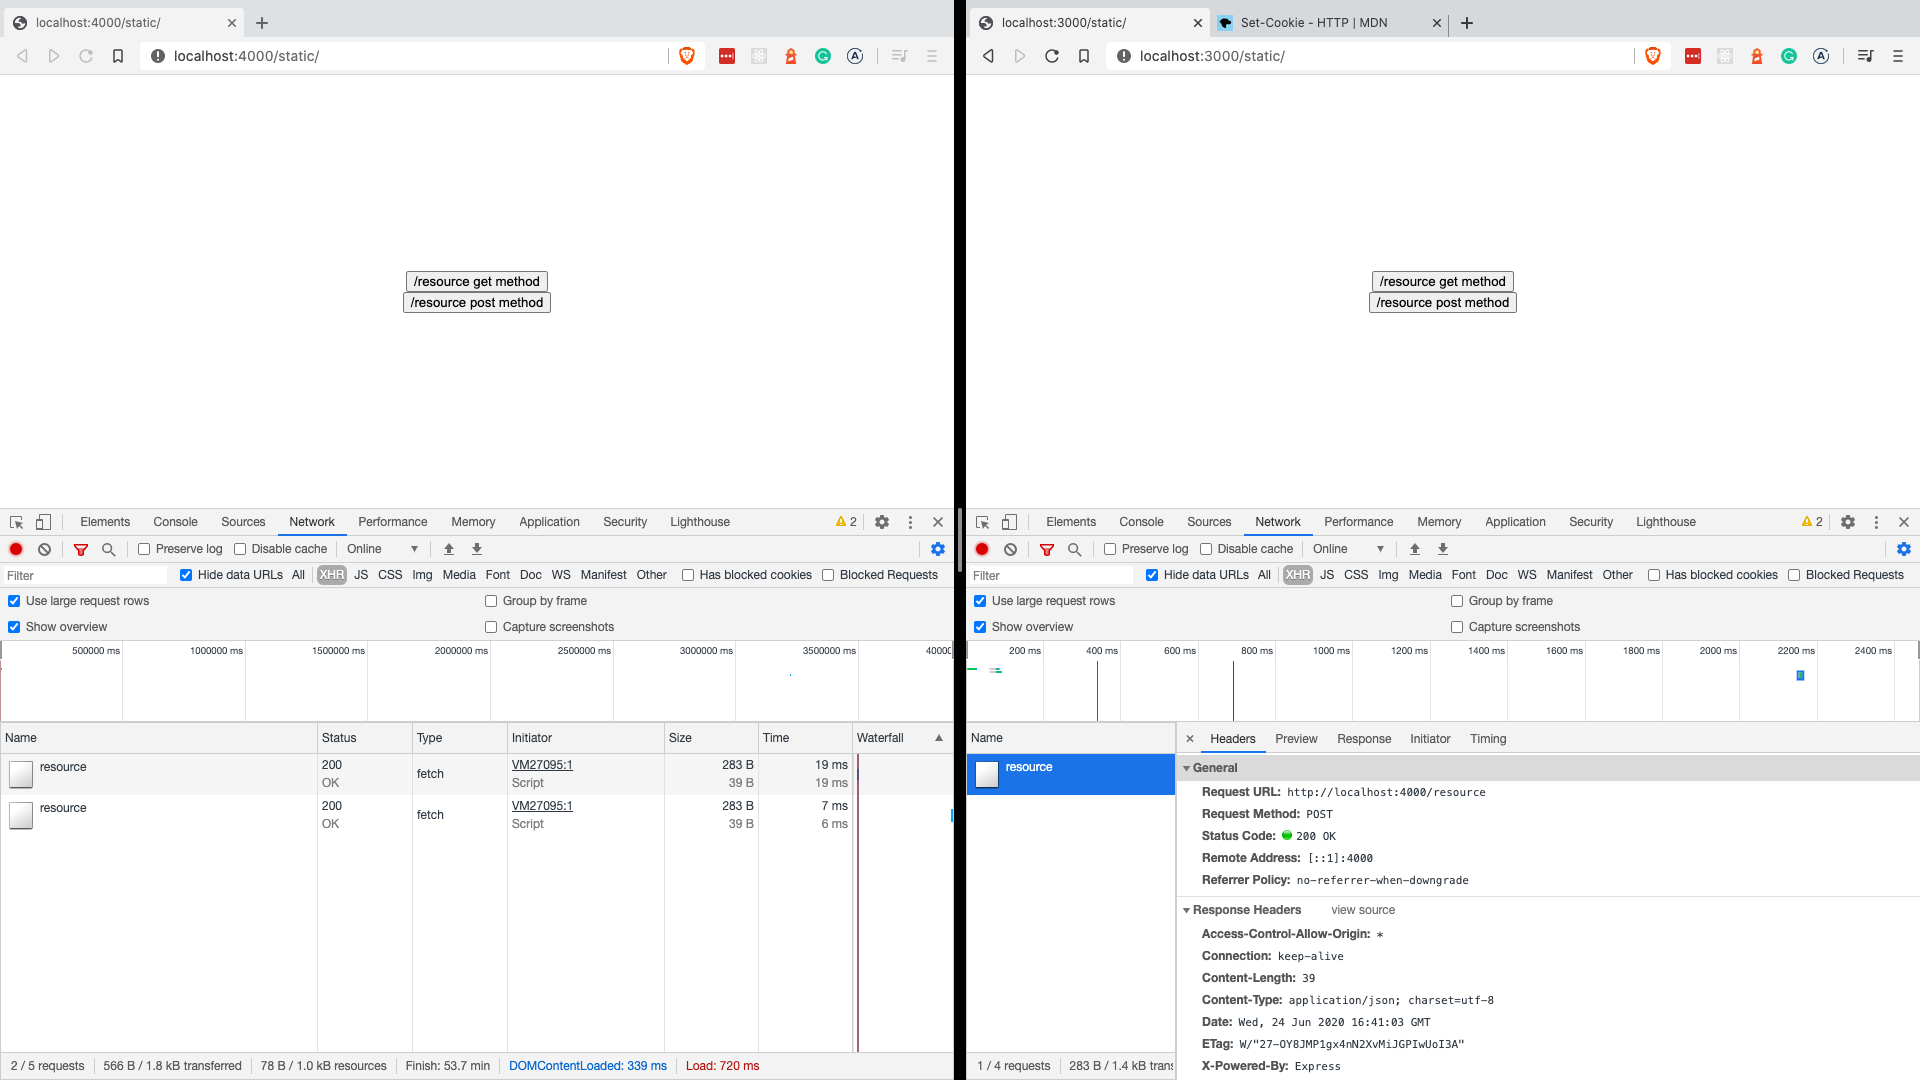 localhost:4000/static/
localhost:4000/static/
/resource get method
/resource post method
Elements Console Sources Network Performance Memory Application Security Lighthouse 2
Preserve log Disable cache Online
Filter Hide data URLs All XHR JS CSS Img Media Font Doc WS Manifest Other Has blocked cookies Blocked Requests
Use large request rows Group by frame
Show overview Capture screenshots
500000 ms 1000000 ms 1500000 ms 2000000 ms 2500000 ms 3000000 ms 3500000 ms 4000
Name Status Type Initiator Size Time Waterfall
resource 200 fetch VM27095:1 283 B 19 ms
OK Script 39 B 19 ms
resource 200 fetch VM27095:1 283 B 7 ms
OK Script 39 B 6 ms
2 / 5 requests 566 B / 1.8 kB transferred 78 B / 1.0 kB resources Finish: 53.7 min DOMContentLoaded: 339 ms Load: 720 ms
localhost:3000/static/ Set-Cookie - HTTP | MDN
localhost:3000/static/
/resource get method
/resource post method
Elements Console Sources Network Performance Memory Application Security Lighthouse 2
Preserve log Disable cache Online
Filter Hide data URLs All XHR JS CSS Img Media Font Doc WS Manifest Other Has blocked cookies Blocked Requests
Use large request rows Group by frame
Show overview Capture screenshots
200 ms 400 ms 600 ms 800 ms 1000 ms 1200 ms 1400 ms 1600 ms 1800 ms 2000 ms 2200 ms 2400 ms
Name Headers Preview Response Initiator Timing
resource
General
Request URL: http://localhost:4000/resource
Request Method: POST
Status Code: 200 OK
Remote Address: [::1]:4000
Referrer Policy: no-referrer-when-downgrade
Response Headers view source
Access-Control-Allow-Origin: *
Connection: keep-alive
Content-Length: 39
Content-Type: application/json; charset=utf-8
Date: Wed, 24 Jun 2020 16:41:03 GMT
ETag: W/"27-OY8JMP1gx4nN2XvMiJGPIwUoI3A"
X-Powered-By: Express
1 / 4 requests 283 B / 1.4 kB trans